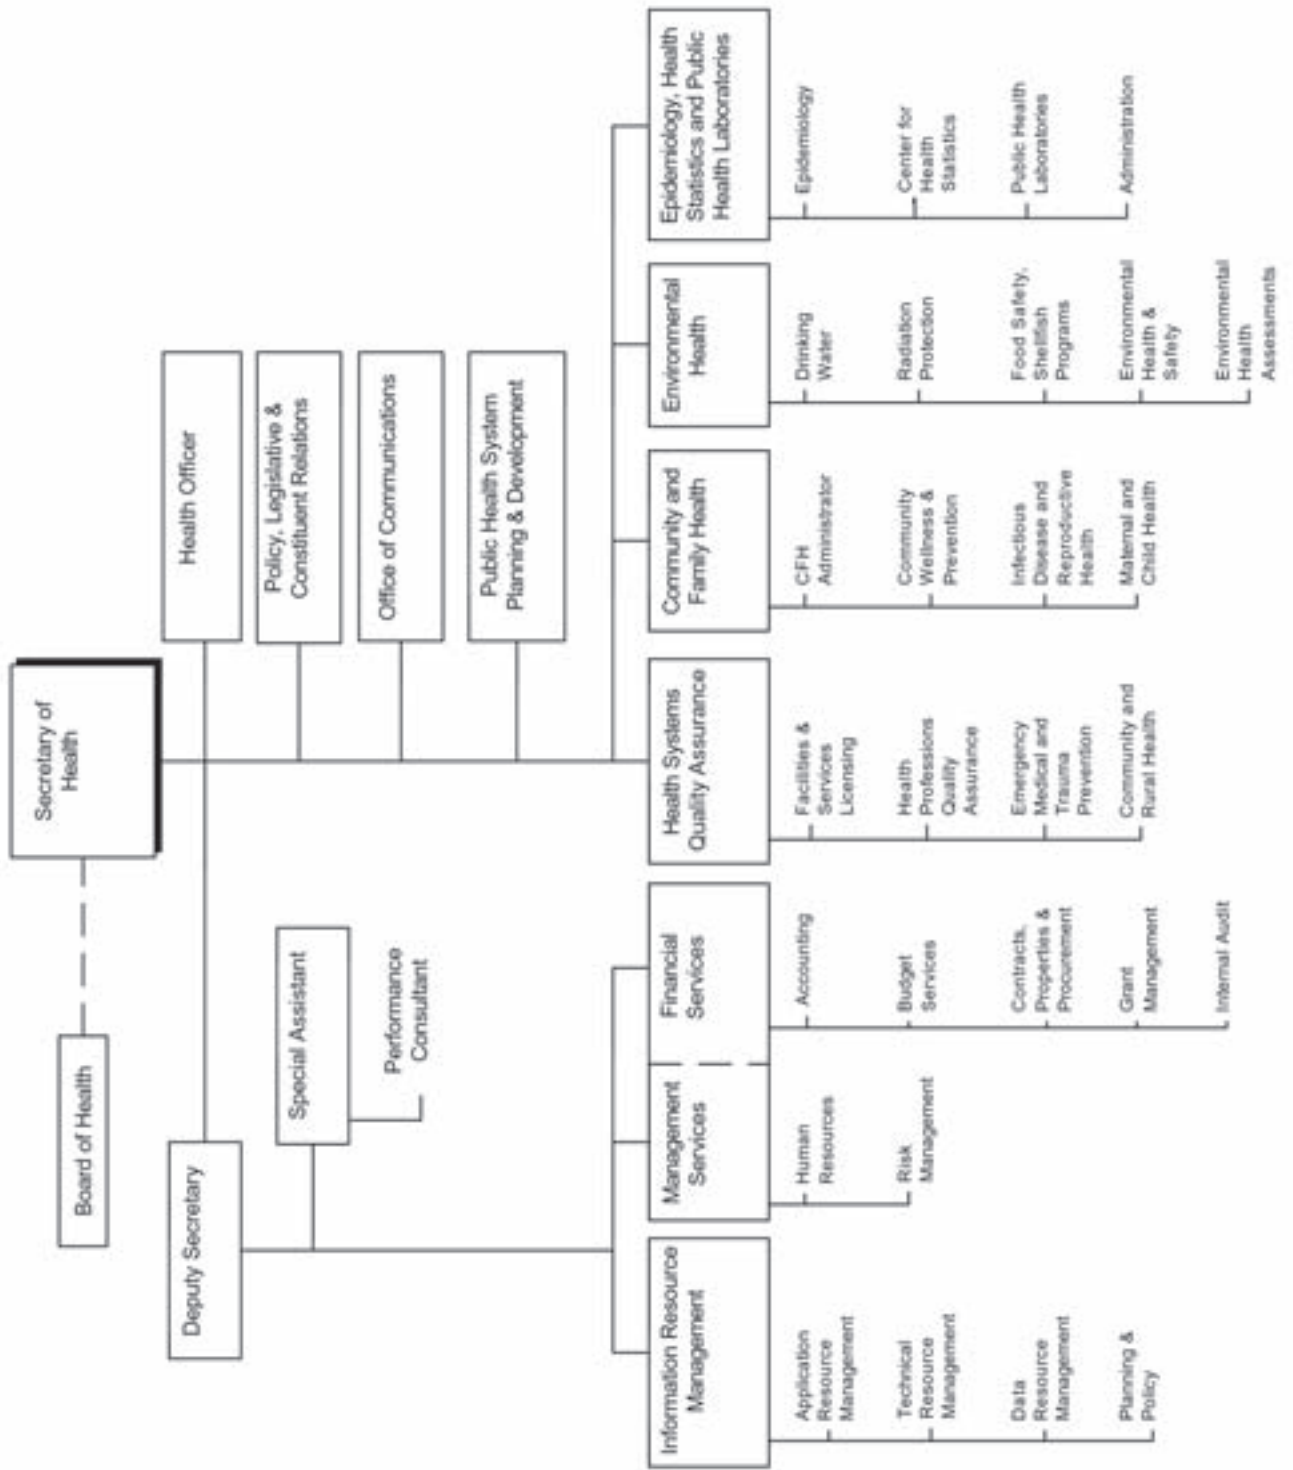 Secretary of
Health
Board of Health
Deputy Secretary
Health Officer
Policy, Legislative &
Constituent Relations
Office of Communications
Public Health System
Planning & Development
Special Assistant
Performance
Consultant
Information Resource
Management
Application
Resource
Management
Technical
Resource
Management
Data
Resource
Management
Planning &
Policy
Management
Services
Human
Resources
Risk
Management
Financial
Services
Accounting
Budget
Services
Contracts,
Properties &
Procurement
Grant
Management
Internal Audit
Health Systems
Quality Assurance
Facilities &
Services
Licensing
Health
Professions
Quality
Assurance
Emergency
Medical and
Trauma
Prevention
Community and
Rural Health
Community and
Family Health
CFH
Administrator
Community
Wellness &
Prevention
Infectious
Disease and
Reproductive
Health
Maternal and
Child Health
Environmental
Health
Drinking
Water
Radiation
Protection
Food Safety,
Shellfish
Programs
Environmental
Health &
Safety
Environmental
Health
Assessments
Epidemiology, Health
Statistics and Public
Health Laboratories
Epidemiology
Center for
Health
Statistics
Public Health
Laboratories
Administration